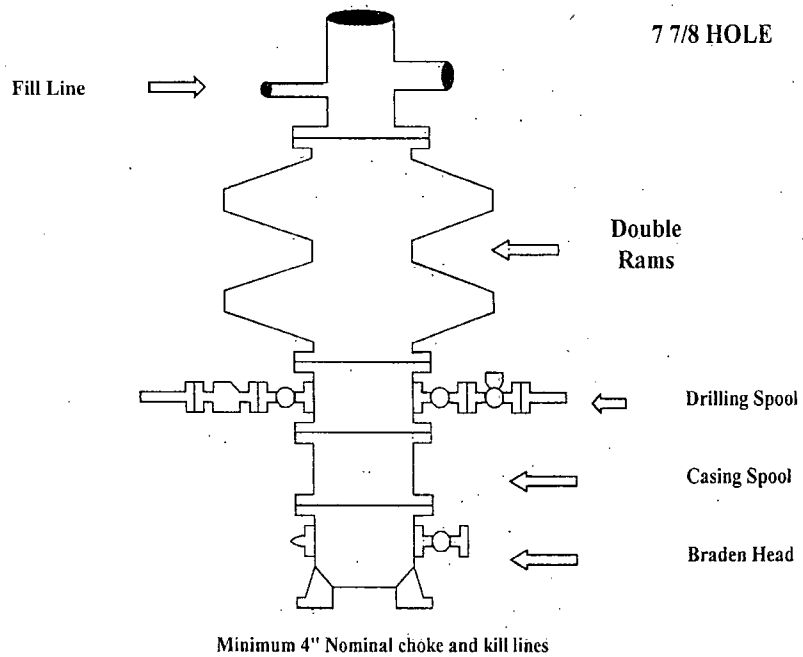 7 7/8 HOLE
Fill Line
Double
Rams
Drilling Spool
Casing Spool
Braden Head
Minimum 4" Nominal choke and kill lines